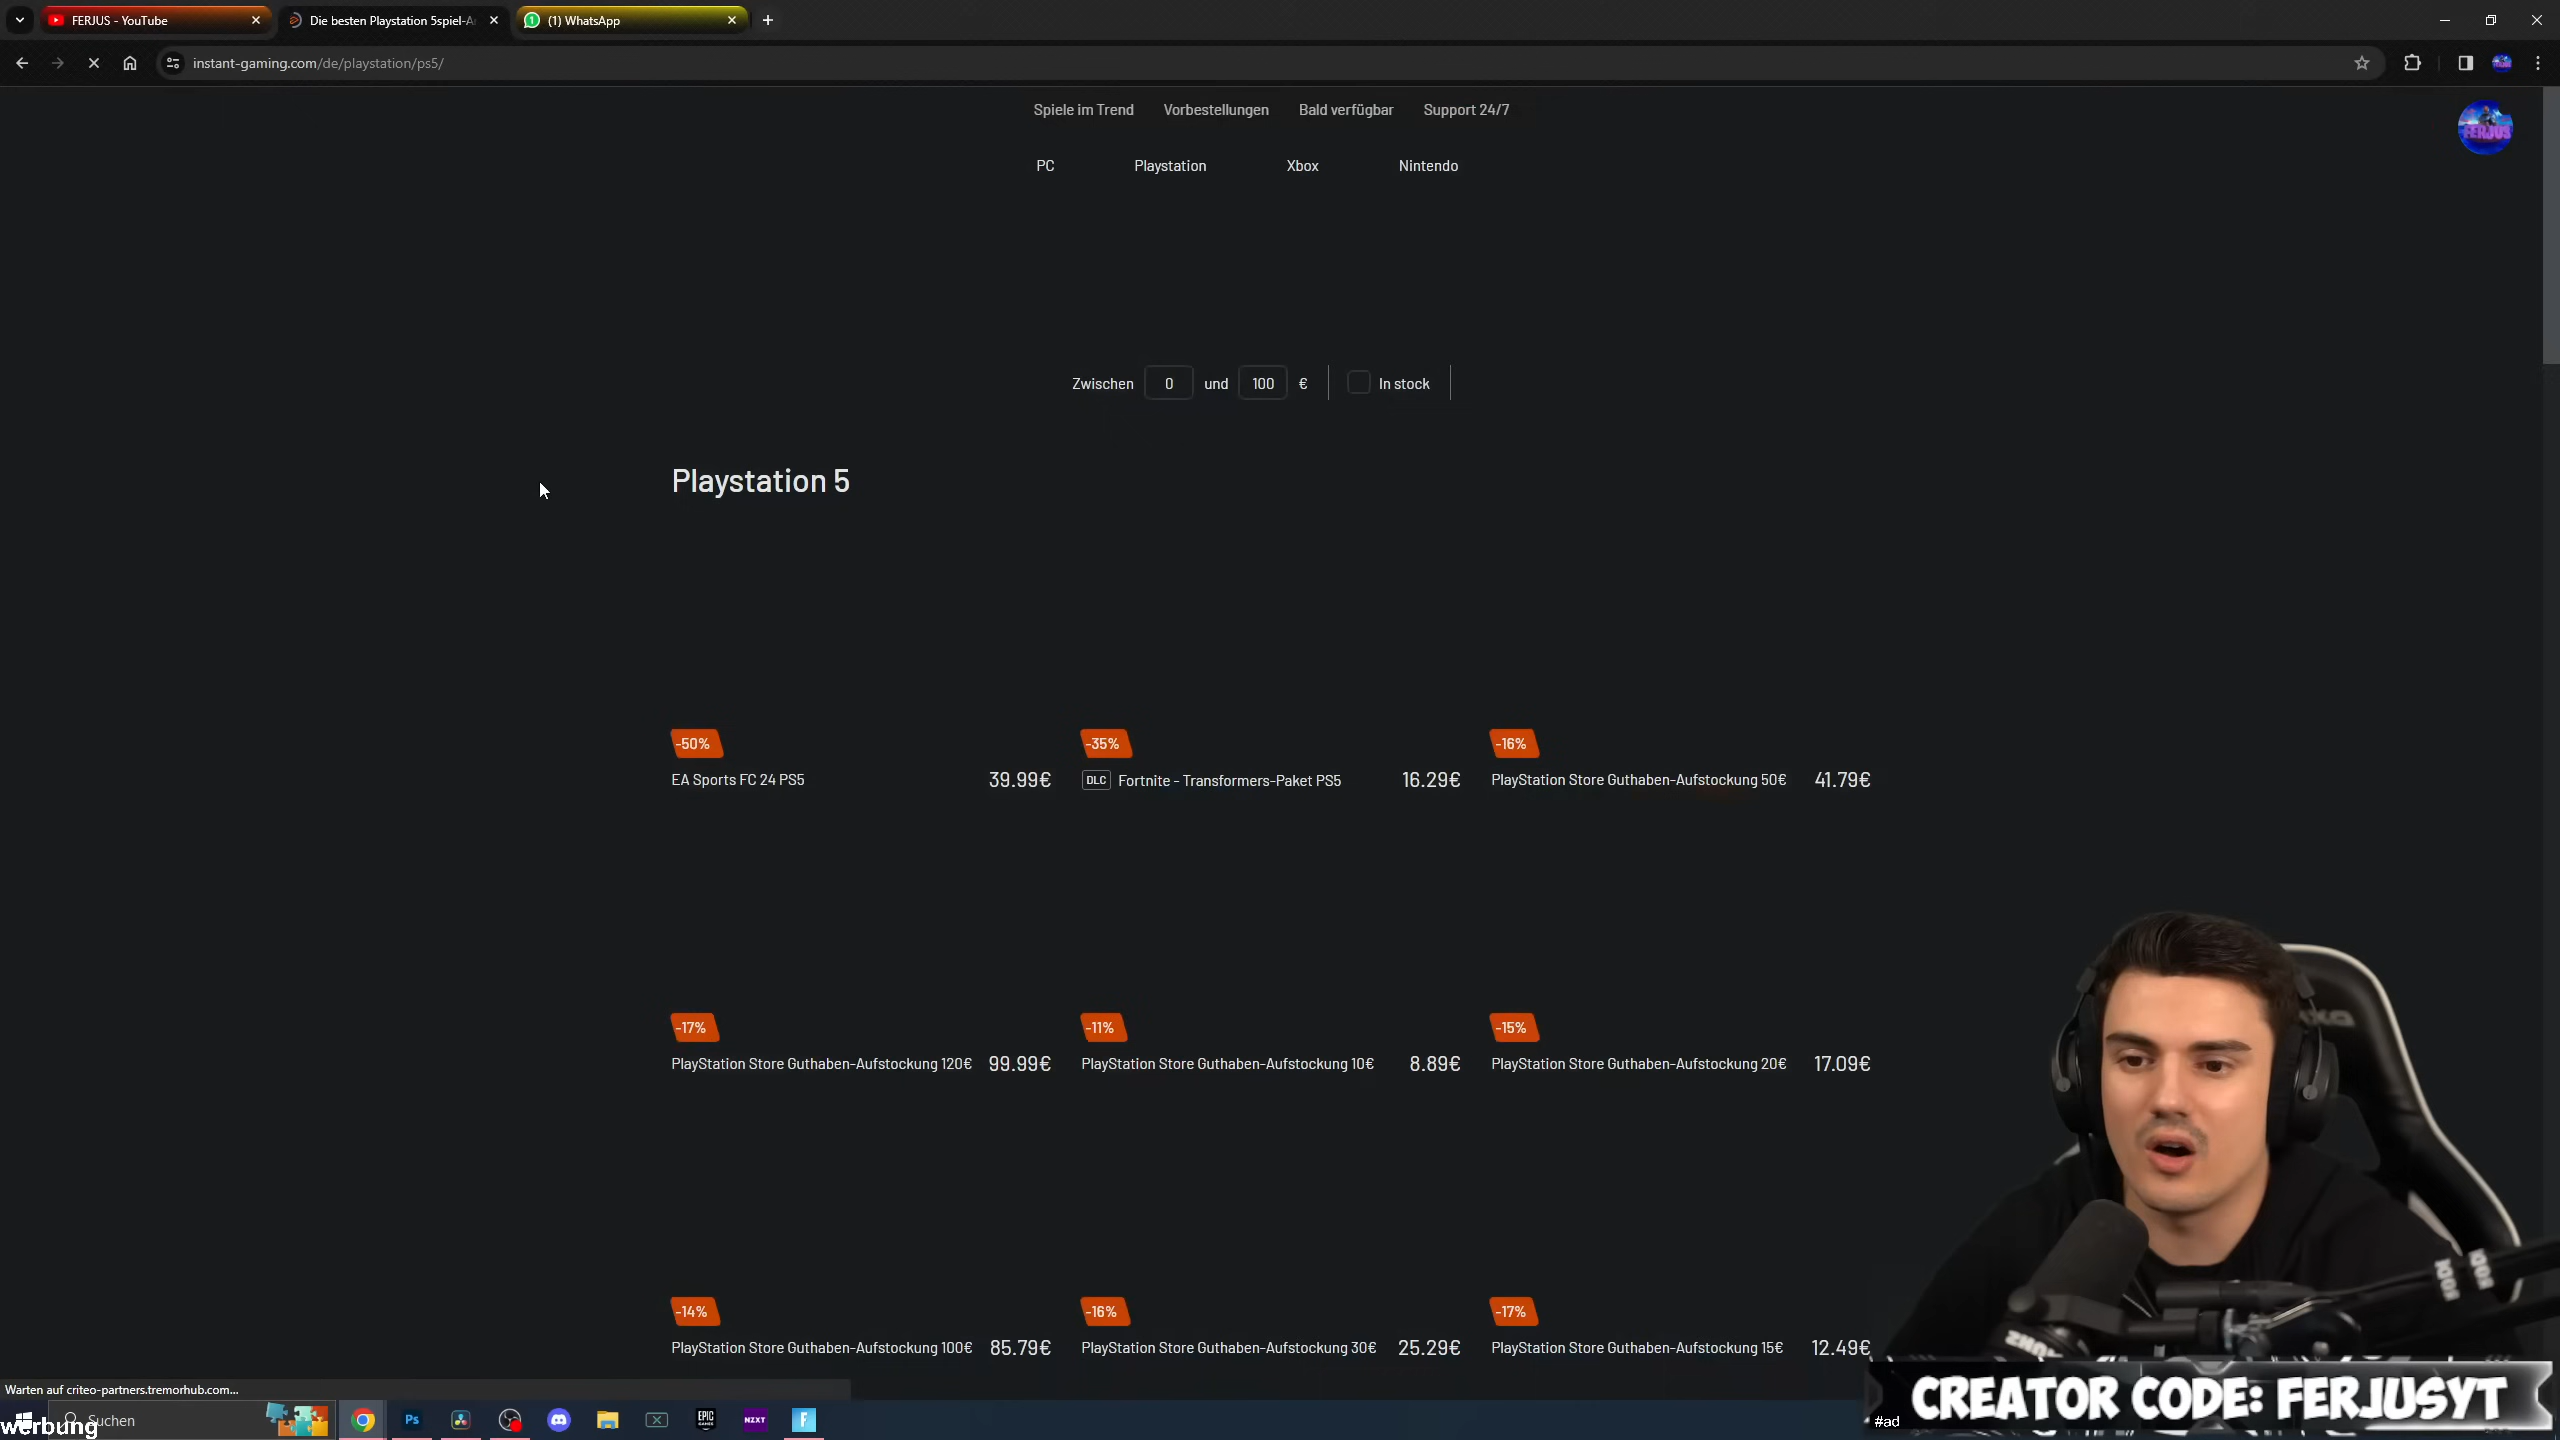 FERJUS - YouTube
Die besten Playstation 5spiel-A
(1) WhatsApp
instant-gaming.com/de/playstation/ps5/
Spiele im Trend
Vorbestellungen
Bald verfügbar
Support 24/7
FERJUS
PC
Playstation
Xbox
Nintendo
Zwischen 0 und 100 €
In stock
Playstation 5
-50%
EA Sports FC 24 PS5
39.99€
-35%
DLC
Fortnite - Transformers-Paket PS5
16.29€
-16%
PlayStation Store Guthaben-Aufstockung 50€
41.79€
-17%
PlayStation Store Guthaben-Aufstockung 120€
99.99€
-11%
PlayStation Store Guthaben-Aufstockung 10€
8.89€
-15%
PlayStation Store Guthaben-Aufstockung 20€
17.09€
-14%
PlayStation Store Guthaben-Aufstockung 100€
85.79€
-16%
PlayStation Store Guthaben-Aufstockung 30€
25.29€
-17%
PlayStation Store Guthaben-Aufstockung 15€
12.49€
Warten auf criteo-partners.tremorhub.com...
Suchen
werbung
Ps
EPIC
GAMES
NZXT
F
#ad
CREATOR CODE: FERJUSYT